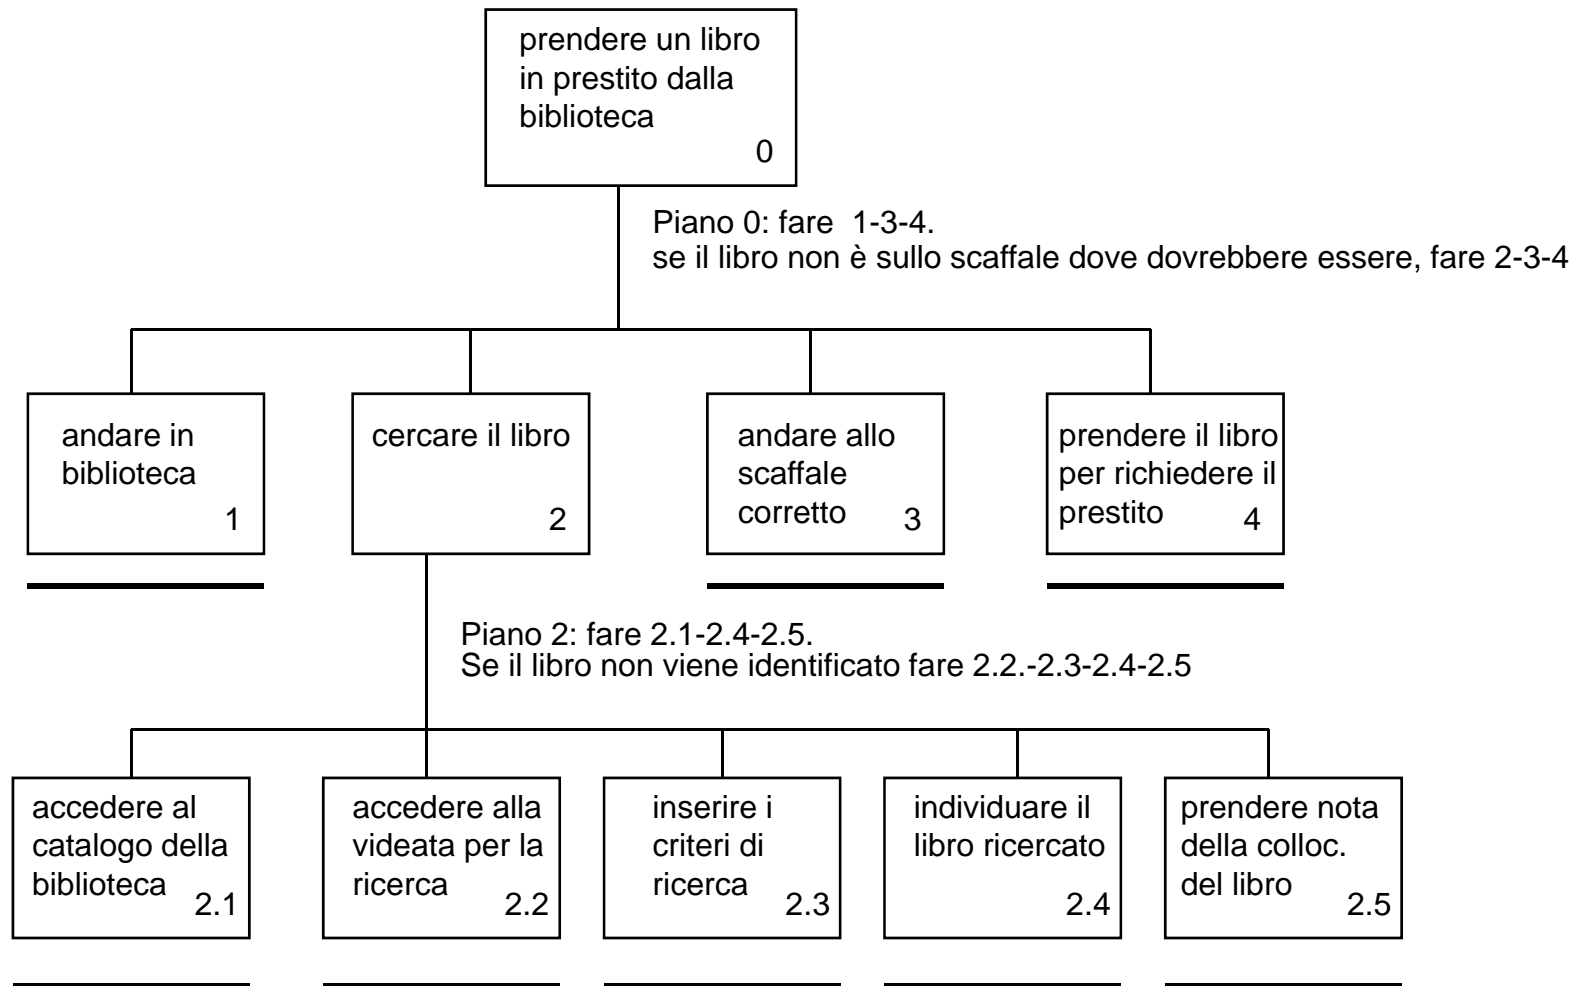 prendere un libro
in prestito dalla
biblioteca
0
Piano 0: fare  1-3-4.
se il libro non è sullo scaffale dove dovrebbere essere, fare 2-3-4
andare in
biblioteca
1
cercare il libro
2
andare allo
scaffale
corretto
3
prendere il libro
per richiedere il
prestito
4
Piano 2: fare 2.1-2.4-2.5.
Se il libro non viene identificato fare 2.2.-2.3-2.4-2.5
accedere al
catalogo della
biblioteca
2.1
accedere alla
videata per la
ricerca
2.2
inserire i
criteri di
ricerca
2.3
individuare il
libro ricercato
2.4
prendere nota
della colloc.
del libro
2.5